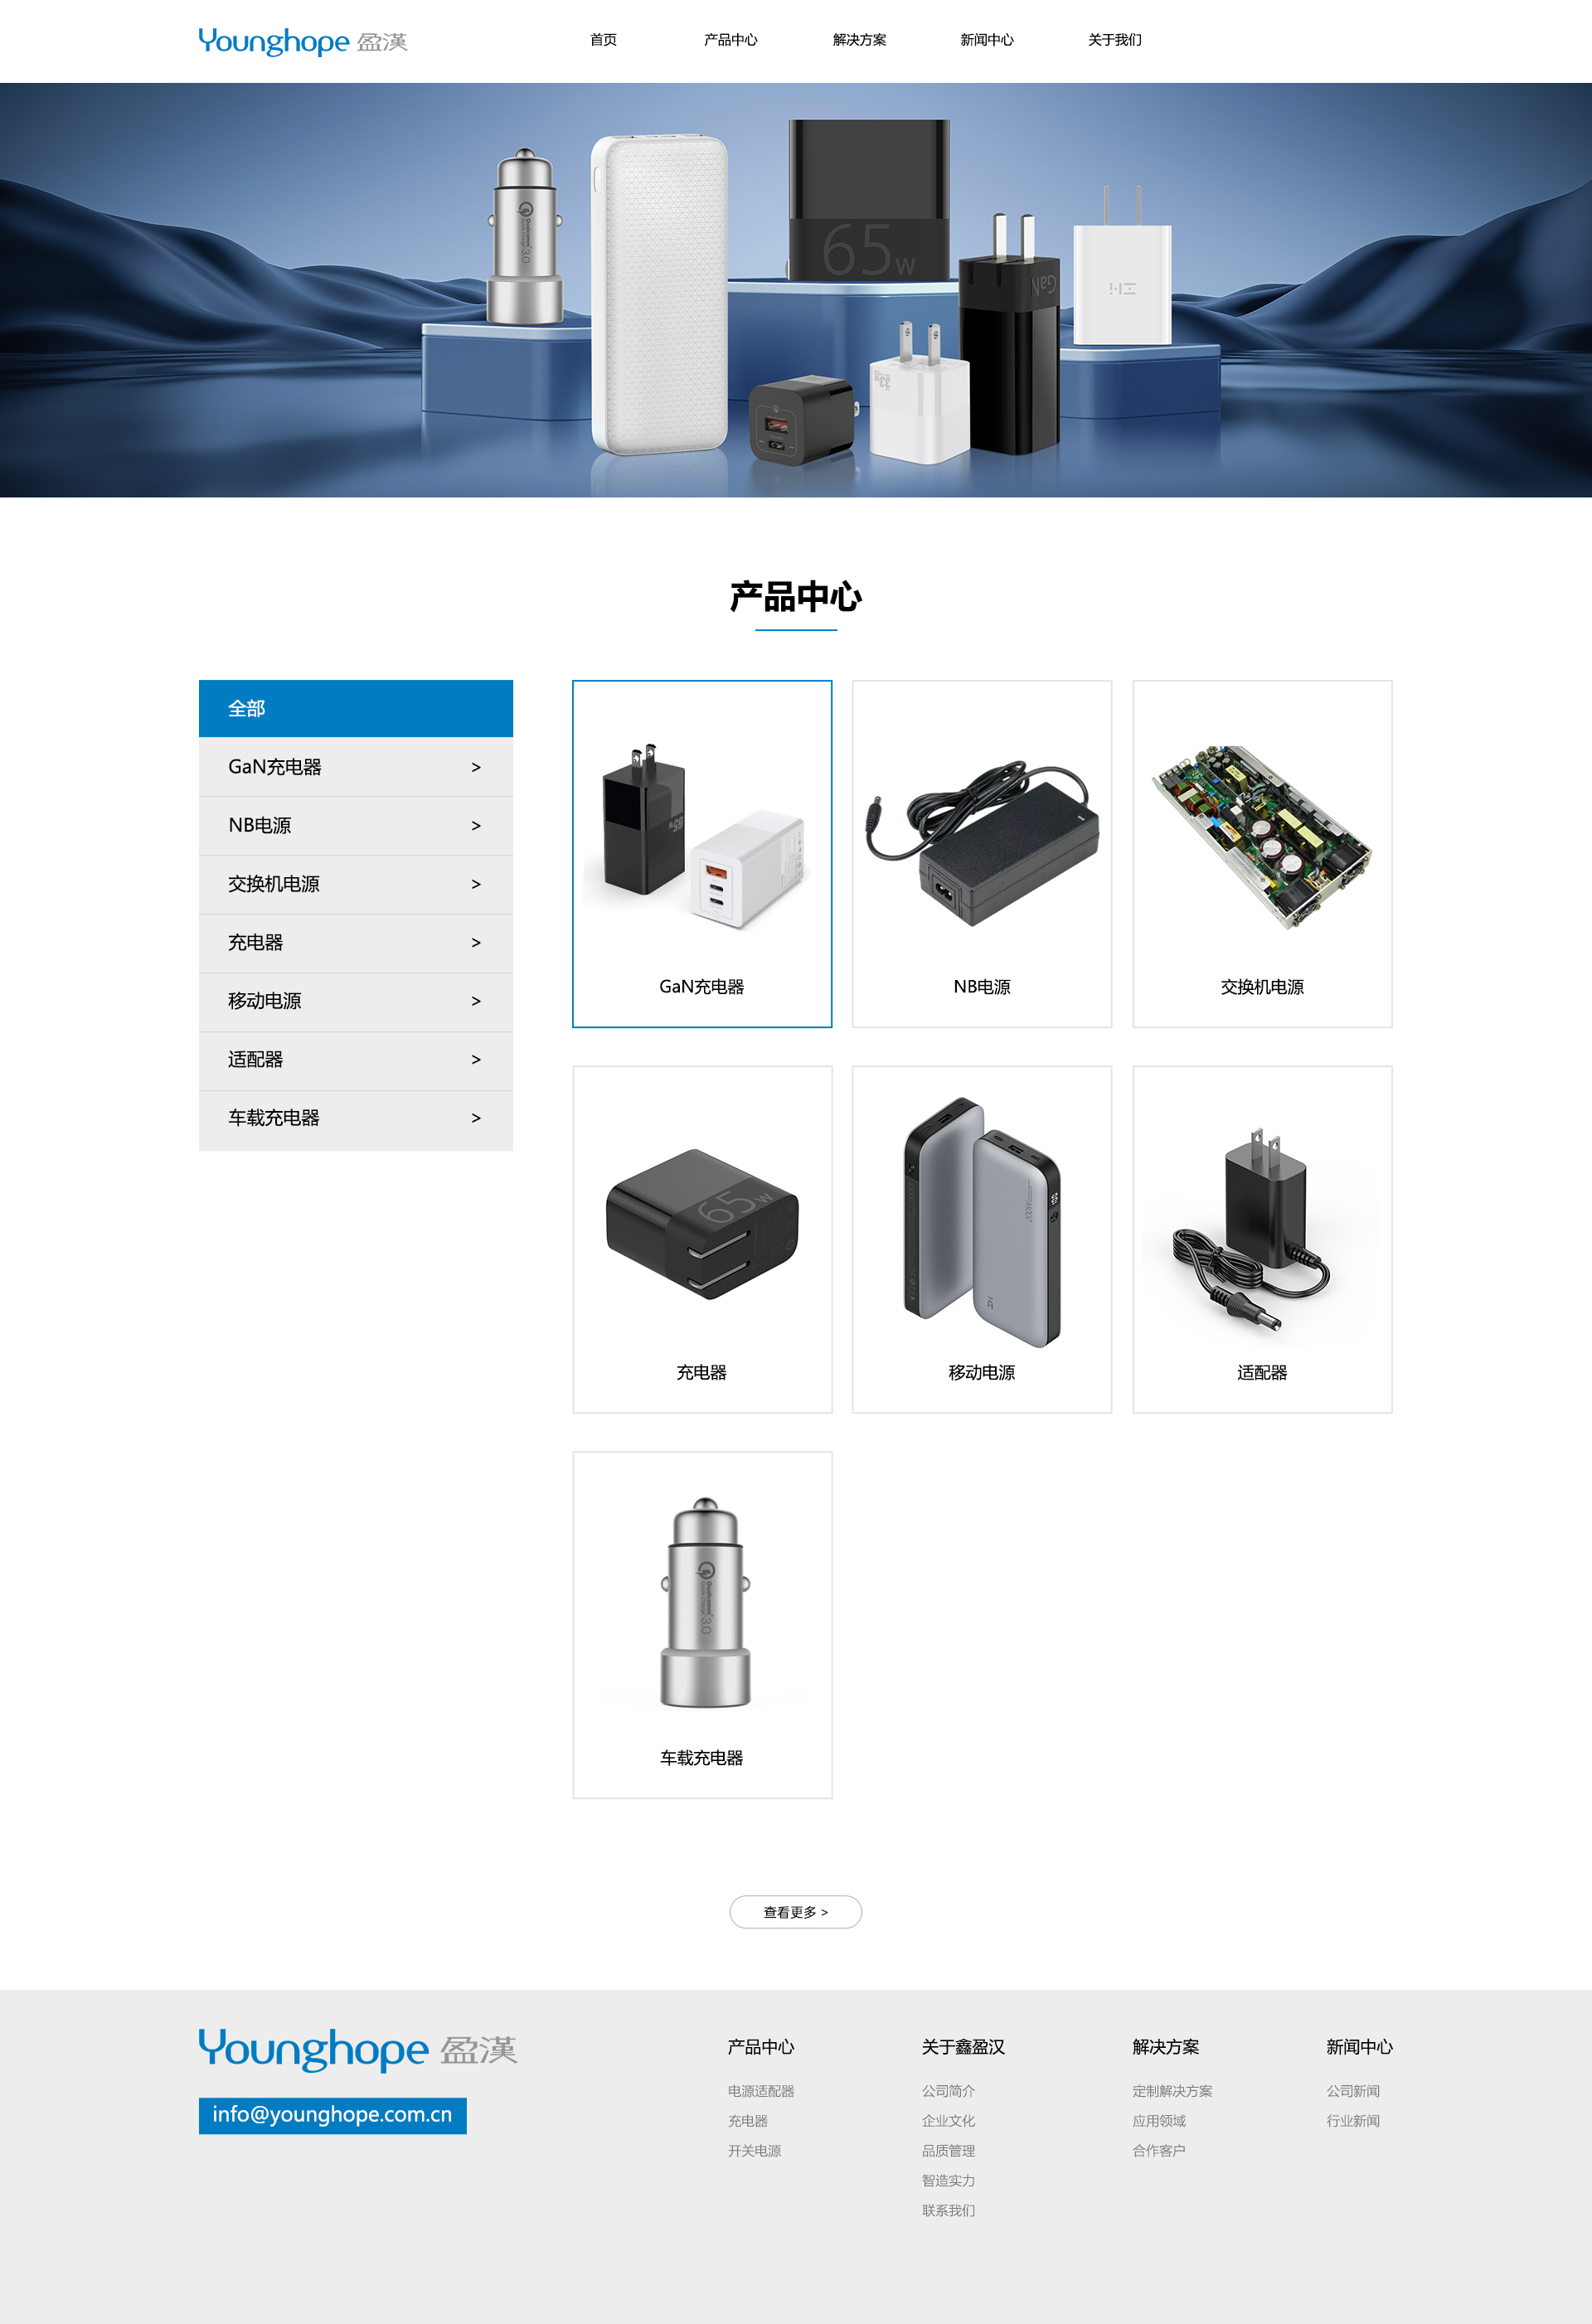 Younghope 盈漢
首页
产品中心
解决方案
新闻中心
关于我们
Qualcomm
3.0
65W
GaN
产品中心
全部
GaN充电器 >
NB电源 >
交换机电源 >
充电器 >
移动电源 >
适配器 >
车载充电器 >
GaN充电器
NB电源
交换机电源
65W
充电器
移动电源
适配器
Qualcomm
Quick Charge 3.0
车载充电器
查看更多 >
Younghope 盈漢
info@younghope.com.cn
产品中心
电源适配器
充电器
开关电源
关于鑫盈汉
公司简介
企业文化
品质管理
智造实力
联系我们
解决方案
定制解决方案
应用领域
合作客户
新闻中心
公司新闻
行业新闻